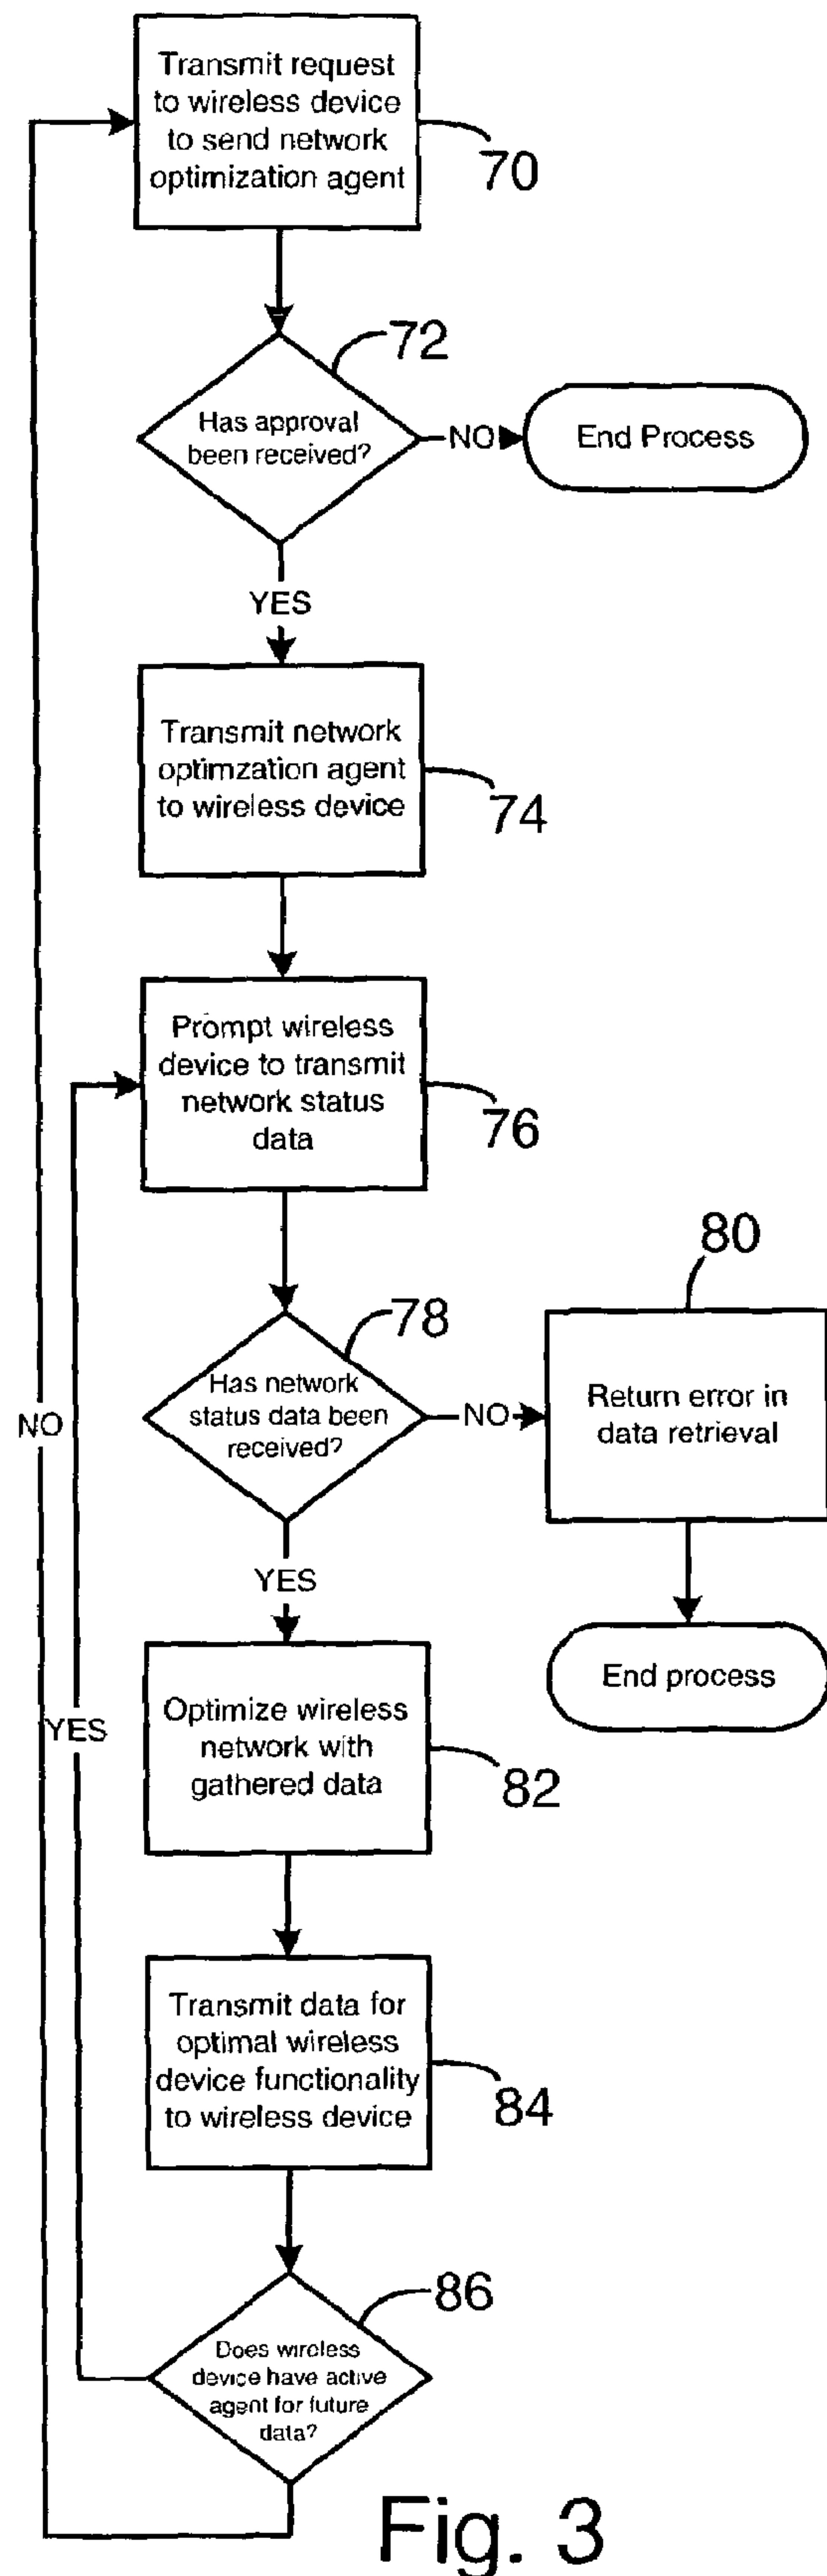 Transmit request
to wireless device
to send network
optimization agent
70
72
Has approval
been received?
NO
End Process
YES
Transmit network
optimzation agent
to wireless device
74
Prompt wireless
device to transmit
network status
data
76
80
78
Has network
status data been
received?
NO
Return error in
data retrieval
NO
YES
End process
Optimize wireless
network with
gathered data
YES
82
Transmit data for
optimal wireless
device functionality
to wireless device
84
86
Does wireless
device have active
agent for future
data?
Fig. 3